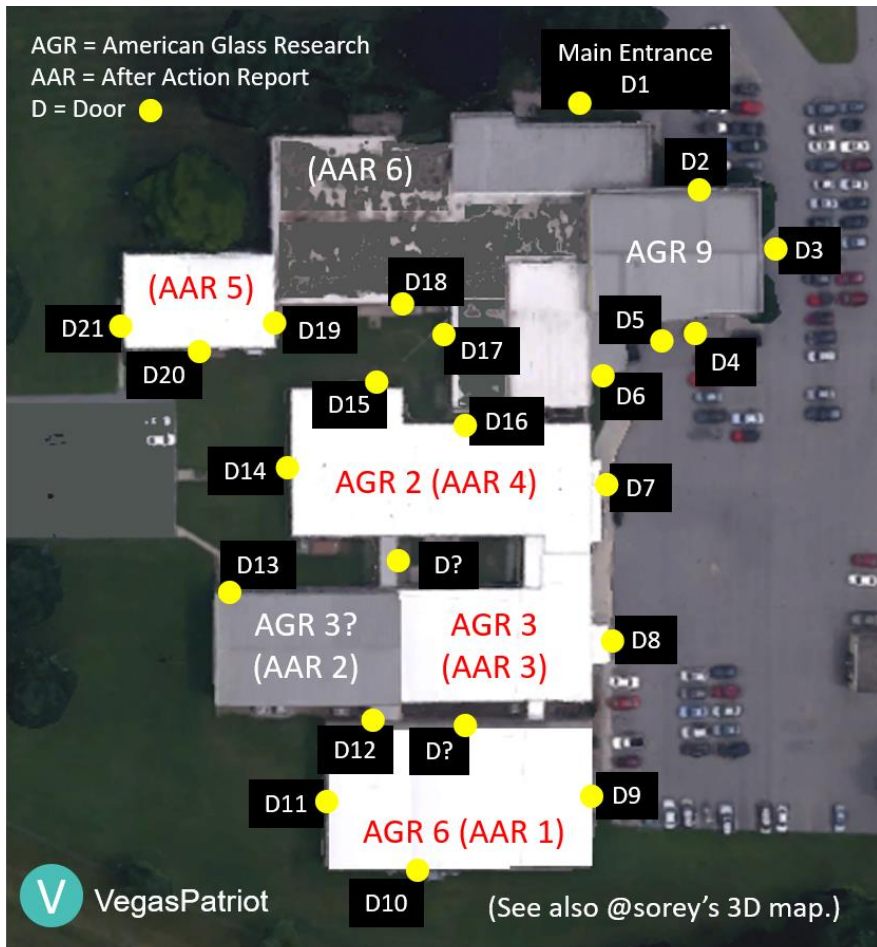 AGR = American Glass Research
AAR = After Action Report
D = Door
Main Entrance
D1
(AAR 6)
D2
AGR 9
D3
(AAR 5)
D18
D21
D19
D5
D17
D4
D20
D15
D6
D16
D14
AGR 2 (AAR 4)
D7
D13
D?
AGR 3?
(AAR 2)
AGR 3
(AAR 3)
D8
D12
D?
D11
D9
AGR 6 (AAR 1)
V VegasPatriot
D10
(See also @sorey’s 3D map.)